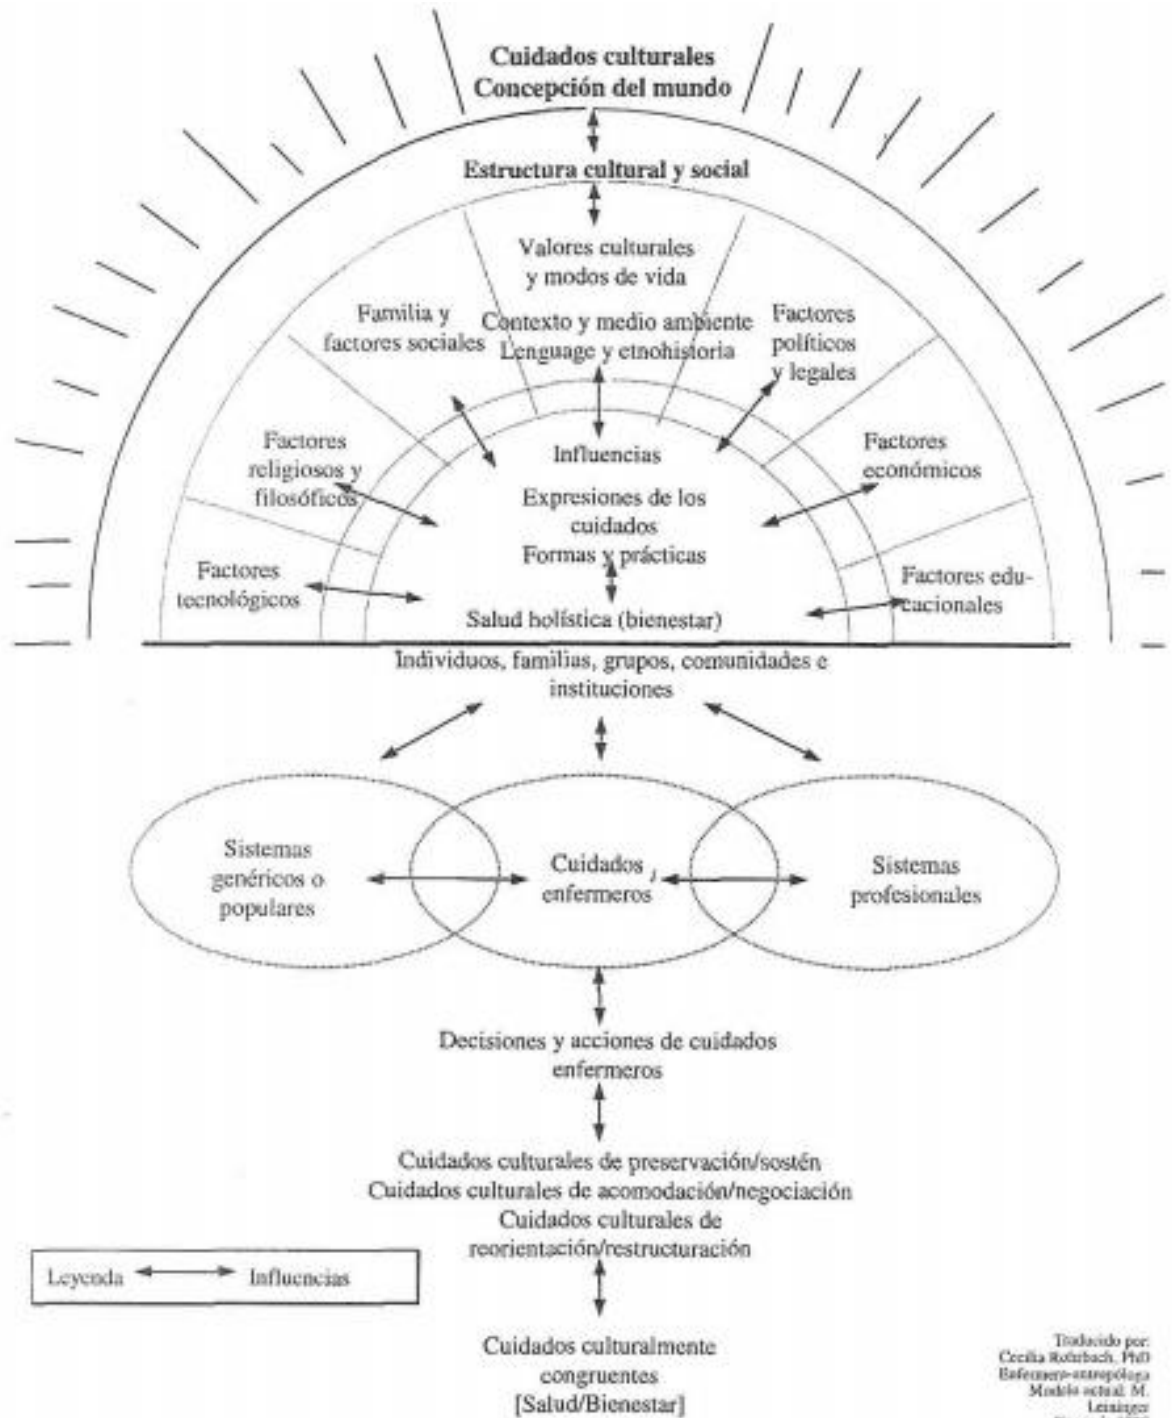 Cuidados culturales
Concepción del mundo
Estructura cultural y social
Valores culturales
y modos de vida
Familia y
factores sociales
Contexto y medio ambiente
Lenguage y etnohistoria
Factores
políticos
y legales
Factores
religiosos y
filosóficos
Influencias
Factores
económicos
Expresiones de los
cuidados
Formas y prácticas
Factores
tecnológicos
Factores edu-
cacionales
Salud holística (bienestar)
Individuos, familias, grupos, comunidades e
instituciones
Sistemas
genéricos o
populares
Cuidados
enfermeros
Sistemas
profesionales
Decisiones y acciones de cuidados
enfermeros
Cuidados culturales de preservación/sostén
Cuidados culturales de acomodación/negociación
Cuidados culturales de
reorientación/restructuración
Leyenda Influencias
Cuidados culturalmente
congruentes
[Salud/Bienestar]
Traducido por:
Cecilia Rohrbach, PhD
Enfermera-antropóloga
Modelo actual, M.
Leininger